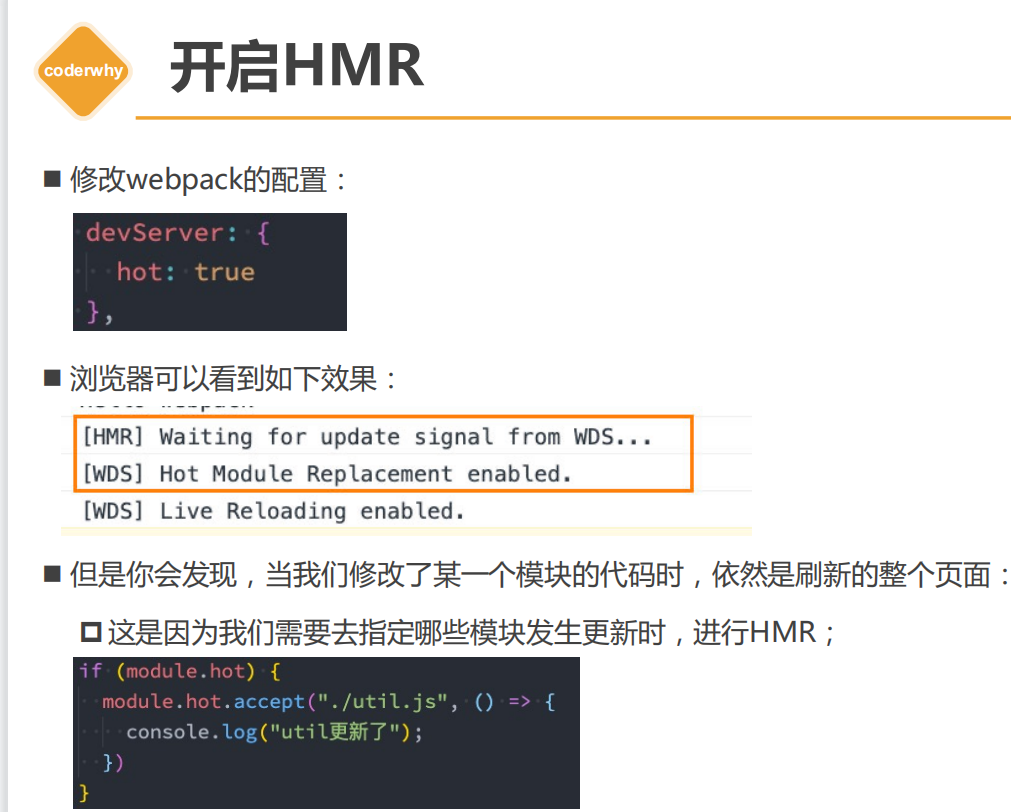 coderwhy
开启HMR
修改webpack的配置：
devServer: {
hot: true
},
浏览器可以看到如下效果：
[HMR] Waiting for update signal from WDS...
[WDS] Hot Module Replacement enabled.
[WDS] Live Reloading enabled.
但是你会发现，当我们修改了某一个模块的代码时，依然是刷新的整个页面：
这是因为我们需要去指定哪些模块发生更新时，进行HMR；
if (module.hot) {
module.hot.accept("./util.js", () => {
console.log("util更新了");
})
}